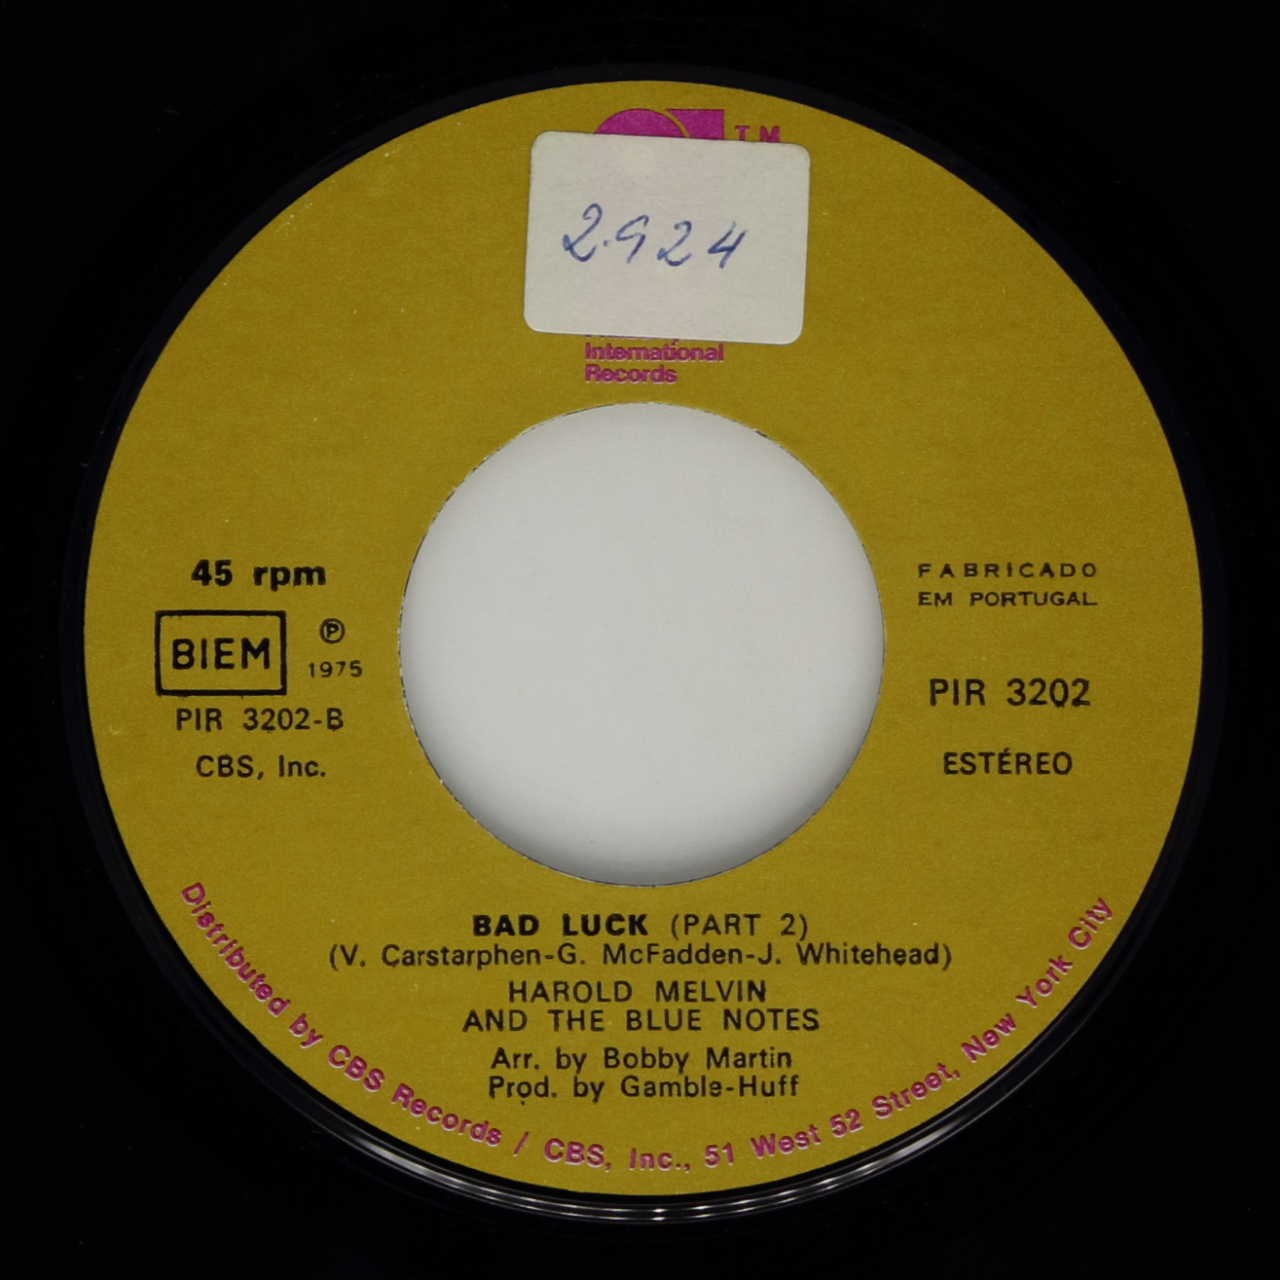 TM
2.924
International
Records
45 rpm
BIEM
℗
1975
PIR 3202-B
CBS, Inc.
FABRICADO
EM PORTUGAL
PIR 3202
ESTÉREO
BAD LUCK (PART 2)
(V. Carstarphen-G. McFadden-J. Whitehead)
HAROLD MELVIN
AND THE BLUE NOTES
Arr. by Bobby Martin
Prod. by Gamble-Huff
Distributed by CBS Records / CBS, Inc., 51 West 52 Street, New York City